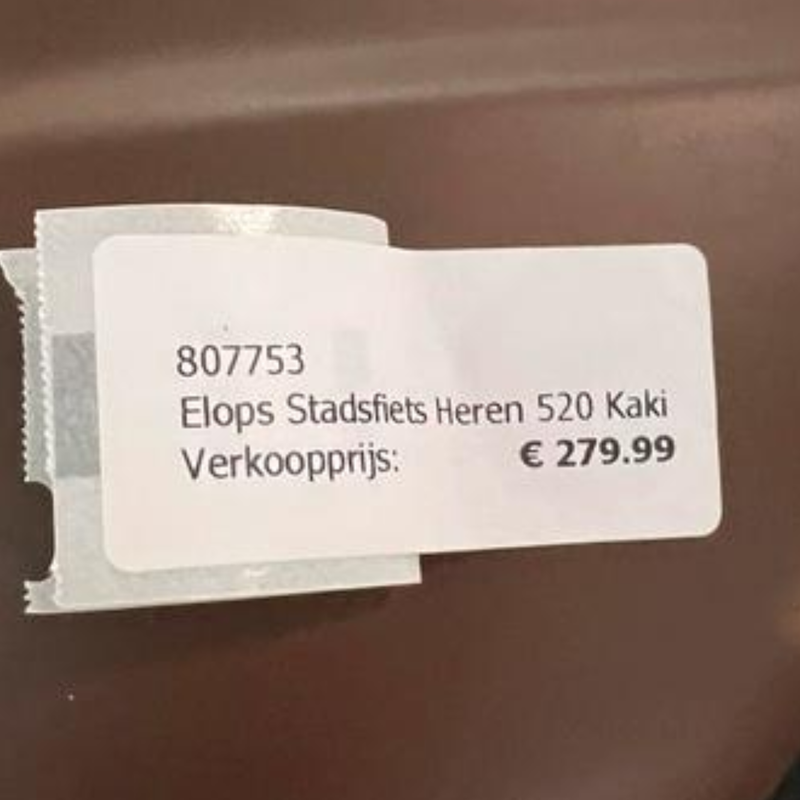 807753
Elops Stadsfiets Heren 520 Kaki
Verkoopprijs: € 279.99